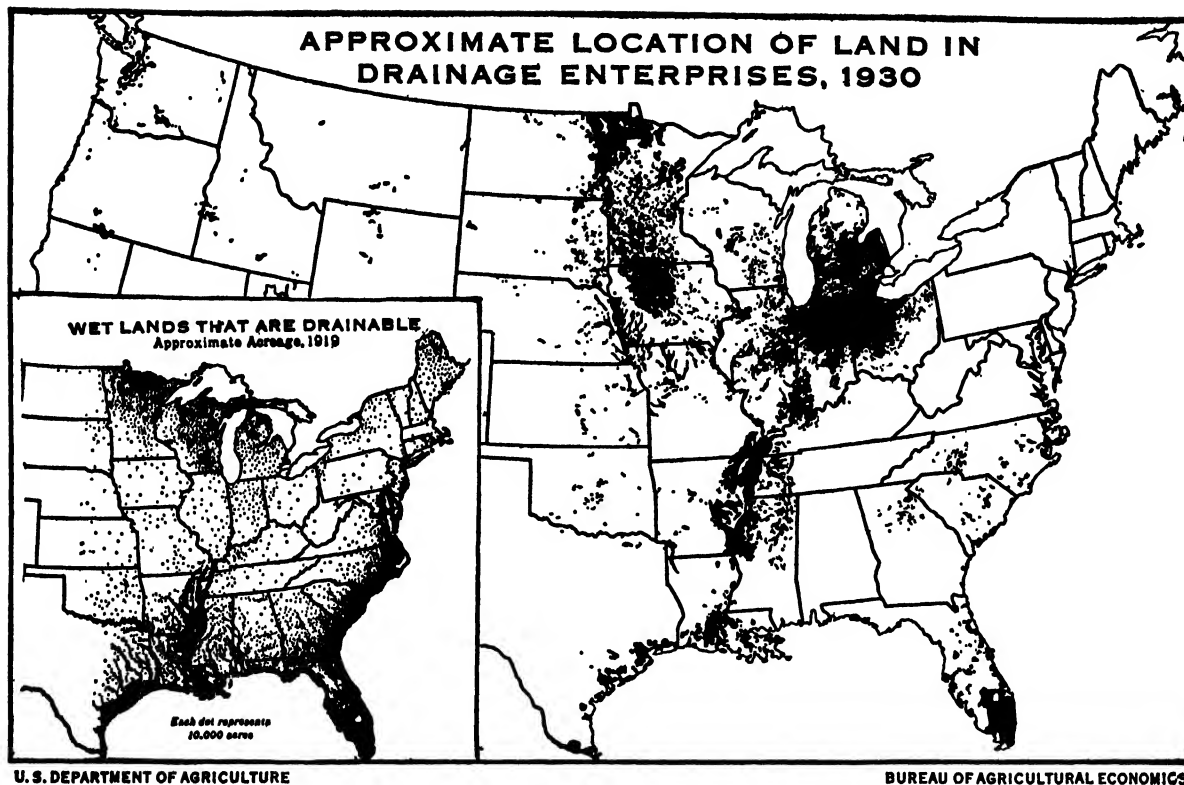 APPROXIMATE LOCATION OF LAND IN
DRAINAGE ENTERPRISES, 1930
WET LANDS THAT ARE DRAINABLE
Approximate Acreage, 1919
Each dot represents
10,000 acres
U. S. DEPARTMENT OF AGRICULTURE
BUREAU OF AGRICULTURAL ECONOMICS